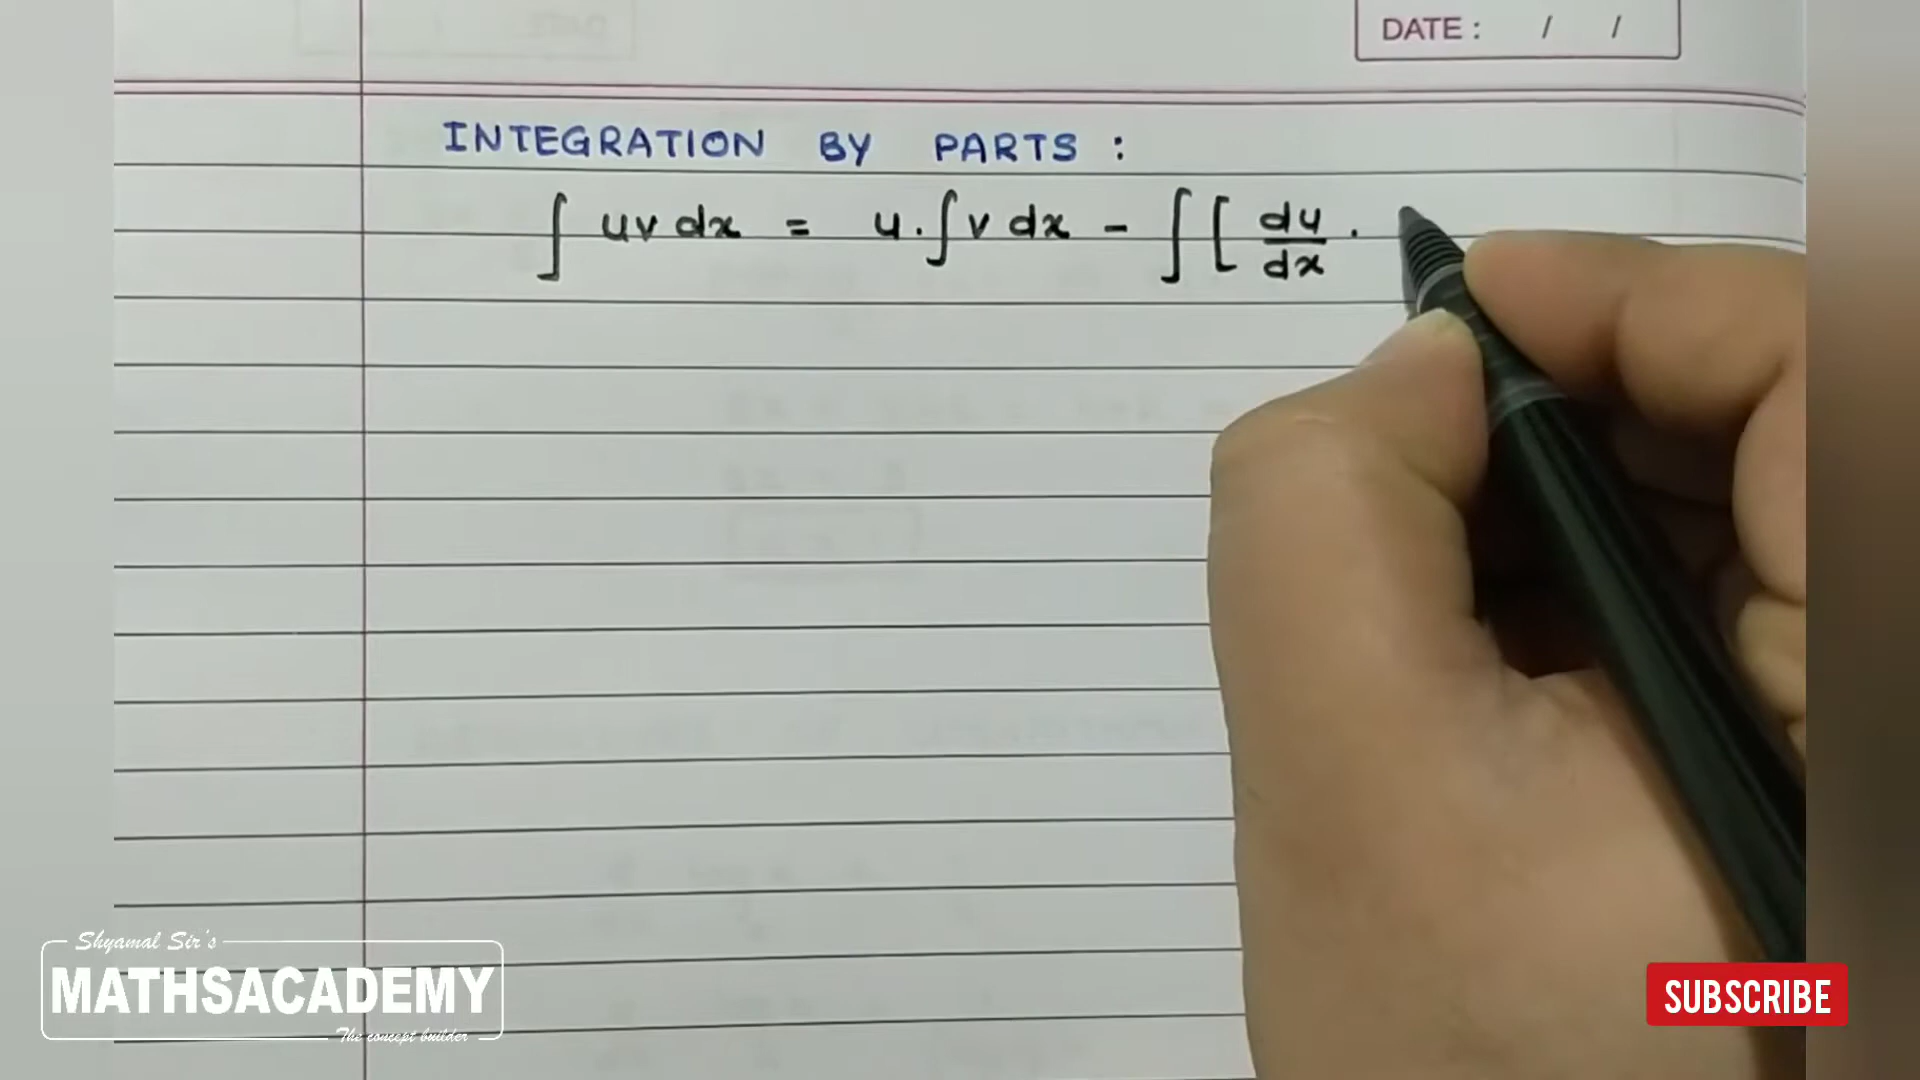 DATE : / /
INTEGRATION BY PARTS :
∫ uv dx = u . ∫ v dx - ∫ [ du/dx .
Shyamal Sir's
MATHSACADEMY
The concept builder
SUBSCRIBE